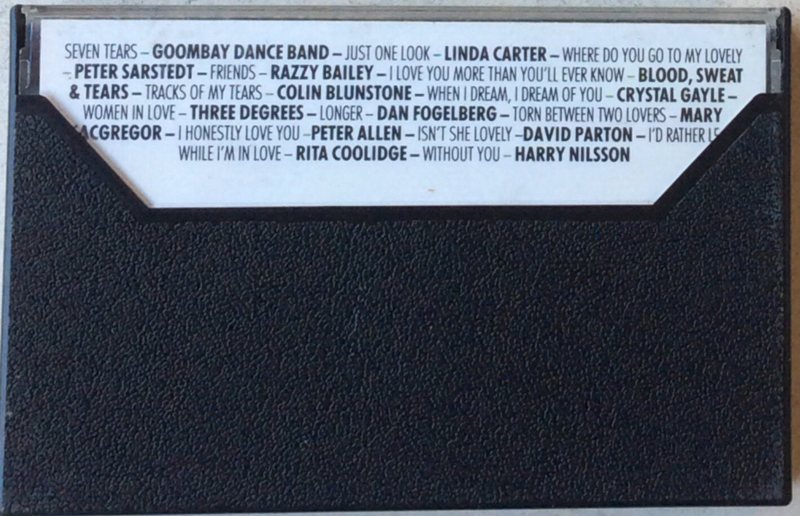 SEVEN TEARS – GOOMBAY DANCE BAND – JUST ONE LOOK – LINDA CARTER – WHERE DO YOU GO TO MY LOVELY
– PETER SARSTEDT – FRIENDS – RAZZY BAILEY – I LOVE YOU MORE THAN YOU'LL EVER KNOW – BLOOD, SWEAT
& TEARS – TRACKS OF MY TEARS – COLIN BLUNSTONE – WHEN I DREAM, I DREAM OF YOU – CRYSTAL GAYLE –
WOMEN IN LOVE – THREE DEGREES – LONGER – DAN FOGELBERG – TORN BETWEEN TWO LOVERS – MARY
ACGREGOR – I HONESTLY LOVE YOU – PETER ALLEN – ISN'T SHE LOVELY – DAVID PARTON – I'D RATHER
WHILE I'M IN LOVE – RITA COOLIDGE – WITHOUT YOU – HARRY NILSSON